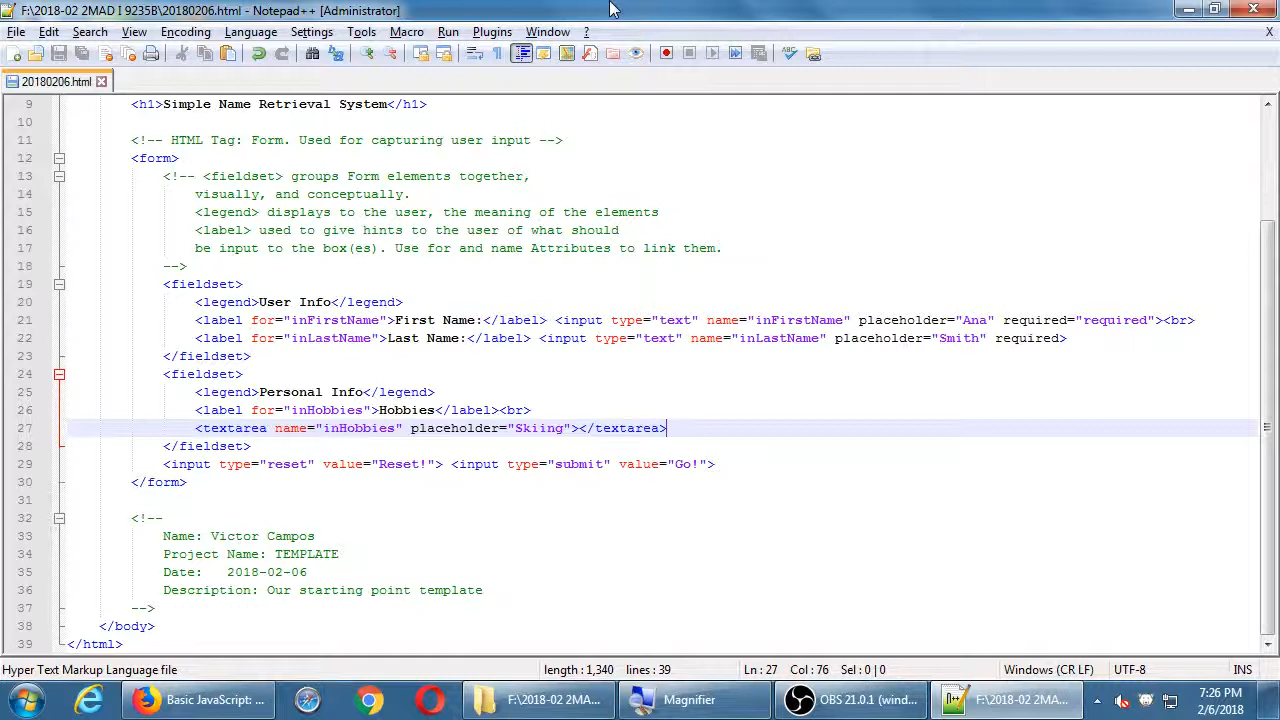 F:\2018-02 2MAD I 9235B\20180206.html - Notepad++ [Administrator]
File Edit Search View Encoding Language Settings Tools Macro Run Plugins Window ? X
20180206.html
9 <h1>Simple Name Retrieval System</h1>
10
11 <!-- HTML Tag: Form. Used for capturing user input -->
12 <form>
13 <!-- <fieldset> groups Form elements together,
14 visually, and conceptually.
15 <legend> displays to the user, the meaning of the elements
16 <label> used to give hints to the user of what should
17 be input to the box(es). Use for and name Attributes to link them.
18 -->
19 <fieldset>
20 <legend>User Info</legend>
21 <label for="inFirstName">First Name:</label> <input type="text" name="inFirstName" placeholder="Ana" required="required"><br>
22 <label for="inLastName">Last Name:</label> <input type="text" name="inLastName" placeholder="Smith" required>
23 </fieldset>
24 <fieldset>
25 <legend>Personal Info</legend>
26 <label for="inHobbies">Hobbies</label><br>
27 <textarea name="inHobbies" placeholder="Skiing"></textarea>
28 </fieldset>
29 <input type="reset" value="Reset!"> <input type="submit" value="Go!">
30 </form>
31
32 <!--
33 Name: Victor Campos
34 Project Name: TEMPLATE
35 Date: 2018-02-06
36 Description: Our starting point template
37 -->
38 </body>
39 </html>
Hyper Text Markup Language file length : 1,340 lines : 39 Ln : 27 Col : 76 Sel : 0 | 0 Windows (CR LF) UTF-8 INS
Basic JavaScript: ... F:\2018-02 2MA... Magnifier OBS 21.0.1 (wind... F:\2018-02 2MA... 7:26 PM
2/6/2018